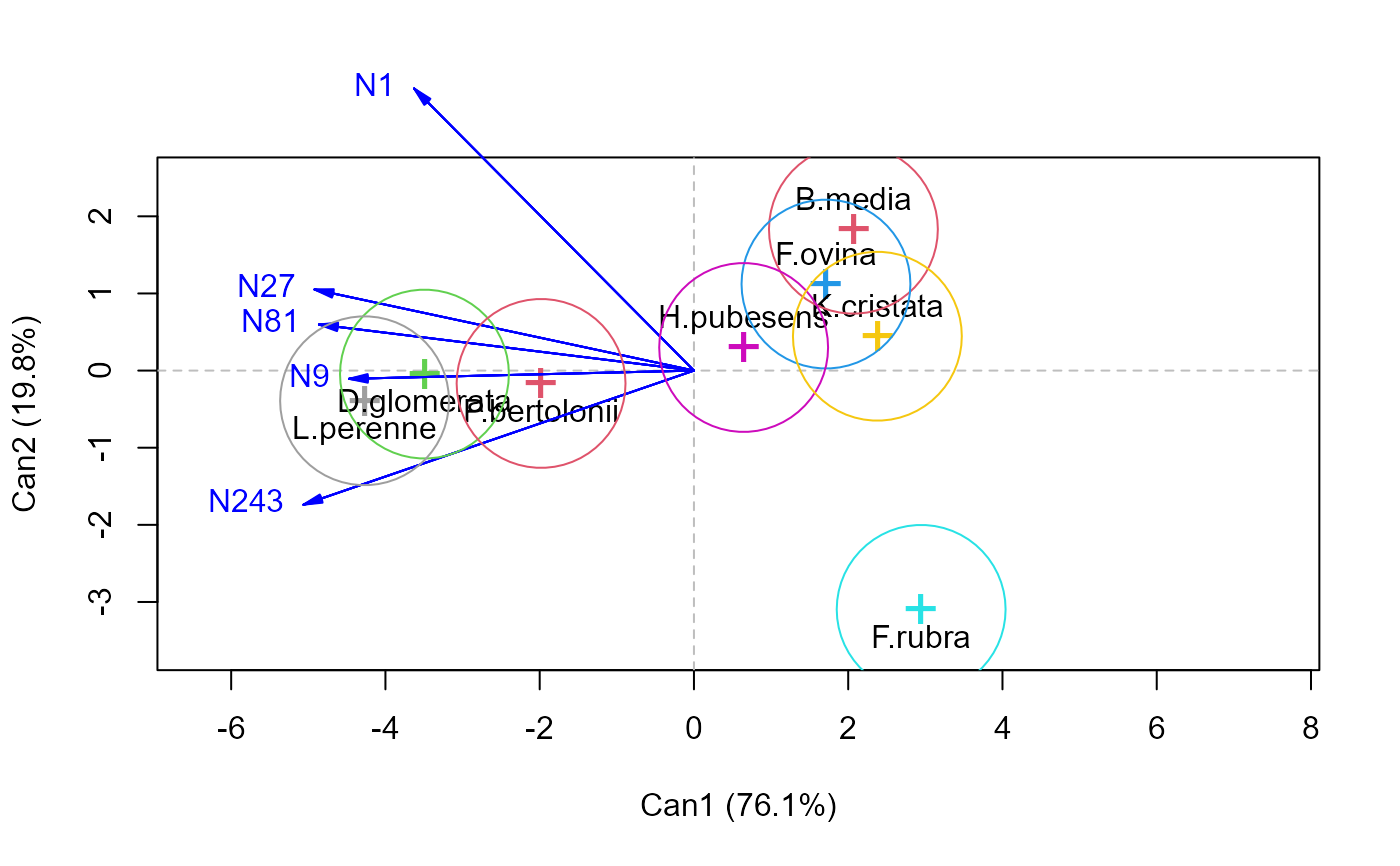 N1
B.media
2
F.ovina
N27
1
K.cristata
H.pubesens
N81
N9
0
D.glomerata
P.bertolonii
L.perenne
-1
N243
-2
-3
F.rubra
Can2 (19.8%)
-6 -4 -2 0 2 4 6 8
Can1 (76.1%)